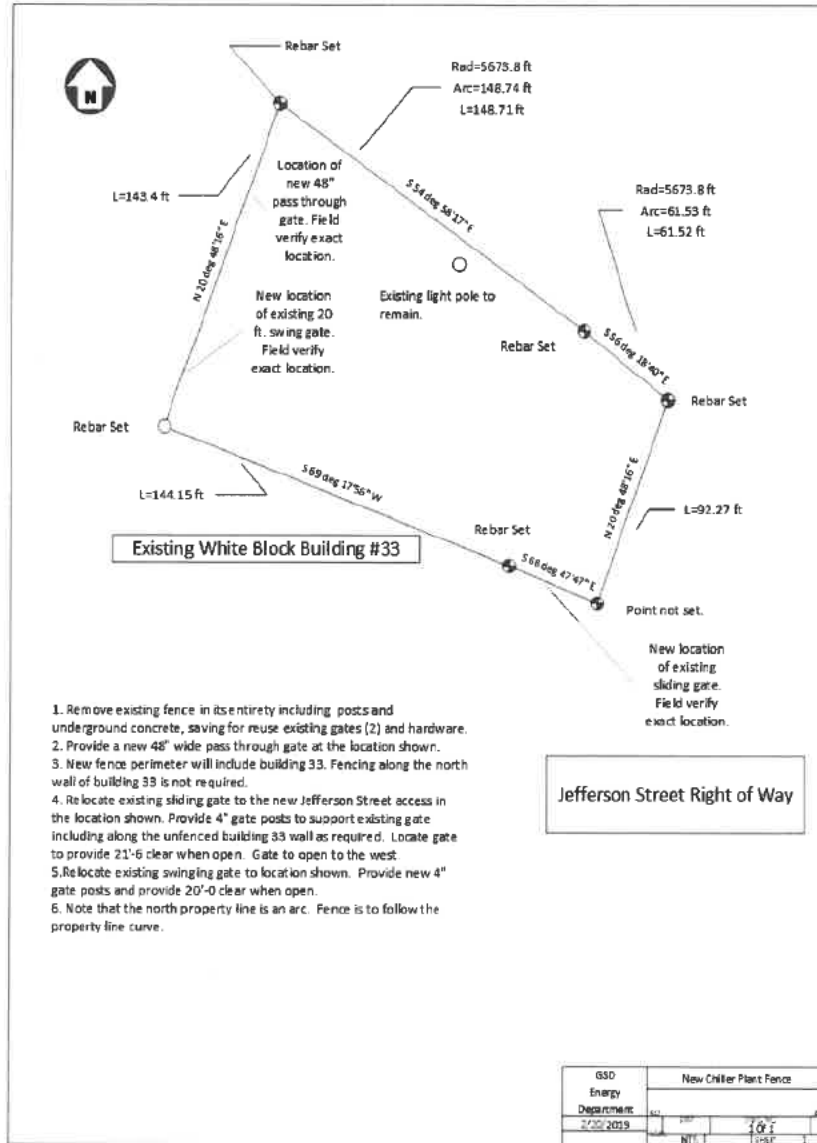 Rebar Set
Rad=5673.8 ft
Arc=148.74 ft
L=148.71 ft
N
Location of
new 48"
pass through
gate. Field
verify exact
location.
L=143.4 ft
S 54 deg 58'17" E
Rad=5673.8 ft
Arc=61.53 ft
L=61.52 ft
N 20 deg 48'16" E
New location
of existing 20
ft. swing gate.
Field verify
exact location.
Existing light pole to
remain.
Rebar Set
S 56 deg 18'40" E
Rebar Set
Rebar Set
S 69 deg 17'56" W
L=144.15 ft
N 20 deg 48'16" E
L=92.27 ft
Rebar Set
Existing White Block Building #33
S 68 deg 47'47" E
Point not set.
New location
of existing
sliding gate.
Field verify
exact location.
1. Remove existing fence in its entirety including posts and
underground concrete, saving for reuse existing gates (2) and hardware.
2. Provide a new 48" wide pass through gate at the location shown.
3. New fence perimeter will include building 33. Fencing along the north
wall of building 33 is not required.
4. Relocate existing sliding gate to the new Jefferson Street access in
the location shown. Provide 4" gate posts to support existing gate
including along the unfenced building 33 wall as required. Locate gate
to provide 21'-6 clear when open. Gate to open to the west
5.Relocate existing swinging gate to location shown. Provide new 4"
gate posts and provide 20'-0 clear when open.
6. Note that the north property line is an arc. Fence is to follow the
property line curve.
Jefferson Street Right of Way
GSD
Energy
Department
New Chiller Plant Fence
2/20/2019
1 OF 1
NTS
SHEET
1